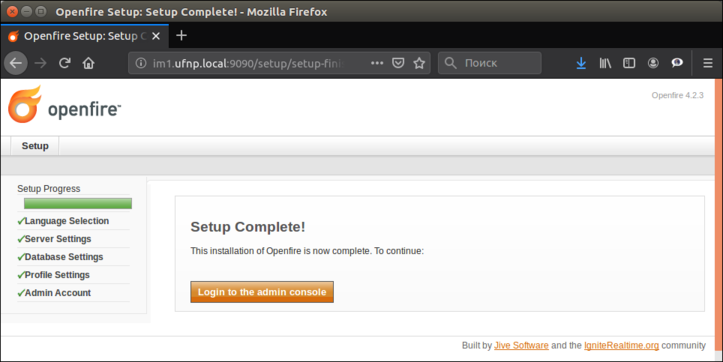 Openfire Setup: Setup Complete! - Mozilla Firefox
Openfire Setup: Setup C
im1.ufnp.local:9090/setup/setup-fini
Поиск
Openfire 4.2.3
openfire™
Setup
Setup Progress
Language Selection
Server Settings
Database Settings
Profile Settings
Admin Account
Setup Complete!
This installation of Openfire is now complete. To continue:
Login to the admin console
Built by Jive Software and the IgniteRealtime.org community